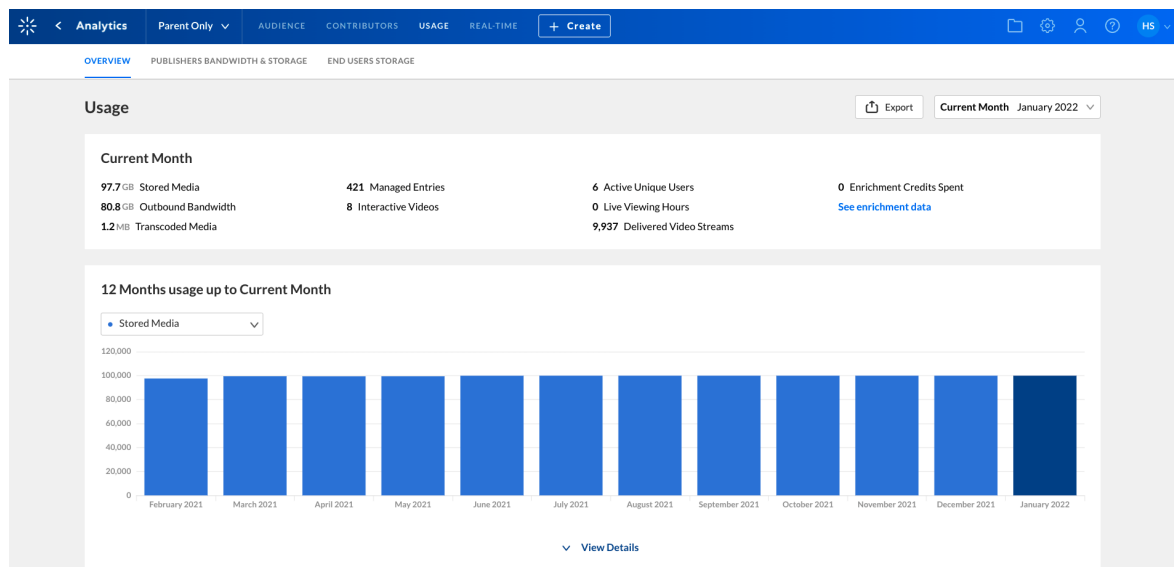 Analytics Parent Only AUDIENCE CONTRIBUTORS USAGE REAL-TIME + Create HS
OVERVIEW PUBLISHERS BANDWIDTH & STORAGE END USERS STORAGE
Usage Export Current Month January 2022
Current Month
97.7 GB Stored Media 421 Managed Entries 6 Active Unique Users 0 Enrichment Credits Spent
80.8 GB Outbound Bandwidth 8 Interactive Videos 0 Live Viewing Hours See enrichment data
1.2 MB Transcoded Media 9,937 Delivered Video Streams
12 Months usage up to Current Month
Stored Media
120,000
100,000
80,000
60,000
40,000
20,000
0
February 2021 March 2021 April 2021 May 2021 June 2021 July 2021 August 2021 September 2021 October 2021 November 2021 December 2021 January 2022
View Details